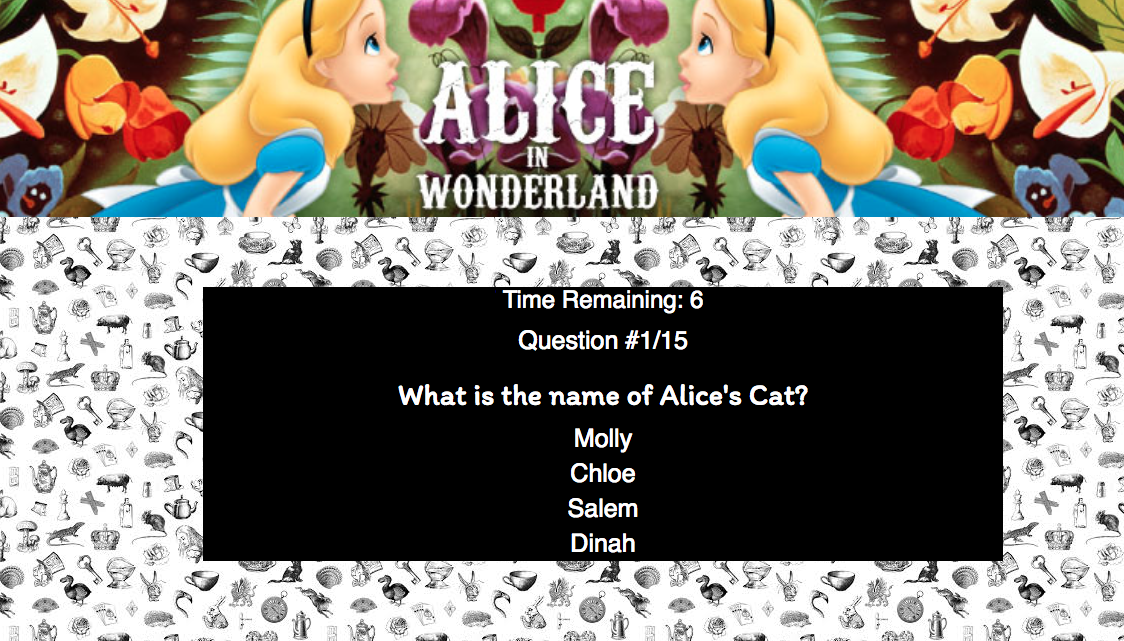 ALICE
IN
WONDERLAND
Time Remaining: 6
Question #1/15
What is the name of Alice's Cat?
Molly
Chloe
Salem
Dinah